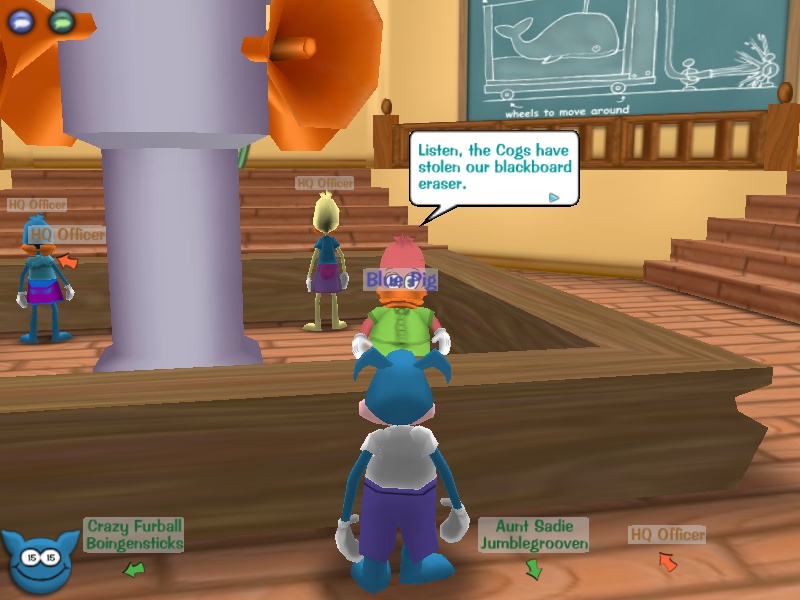 wheels to move around
Listen, the Cogs have
stolen our blackboard
eraser.
HQ Officer
HQ Officer
HQ Officer
Blue Pig
Crazy Furball
Boingensticks
Aunt Sadie
Jumblegrooven
HQ Officer
15 15